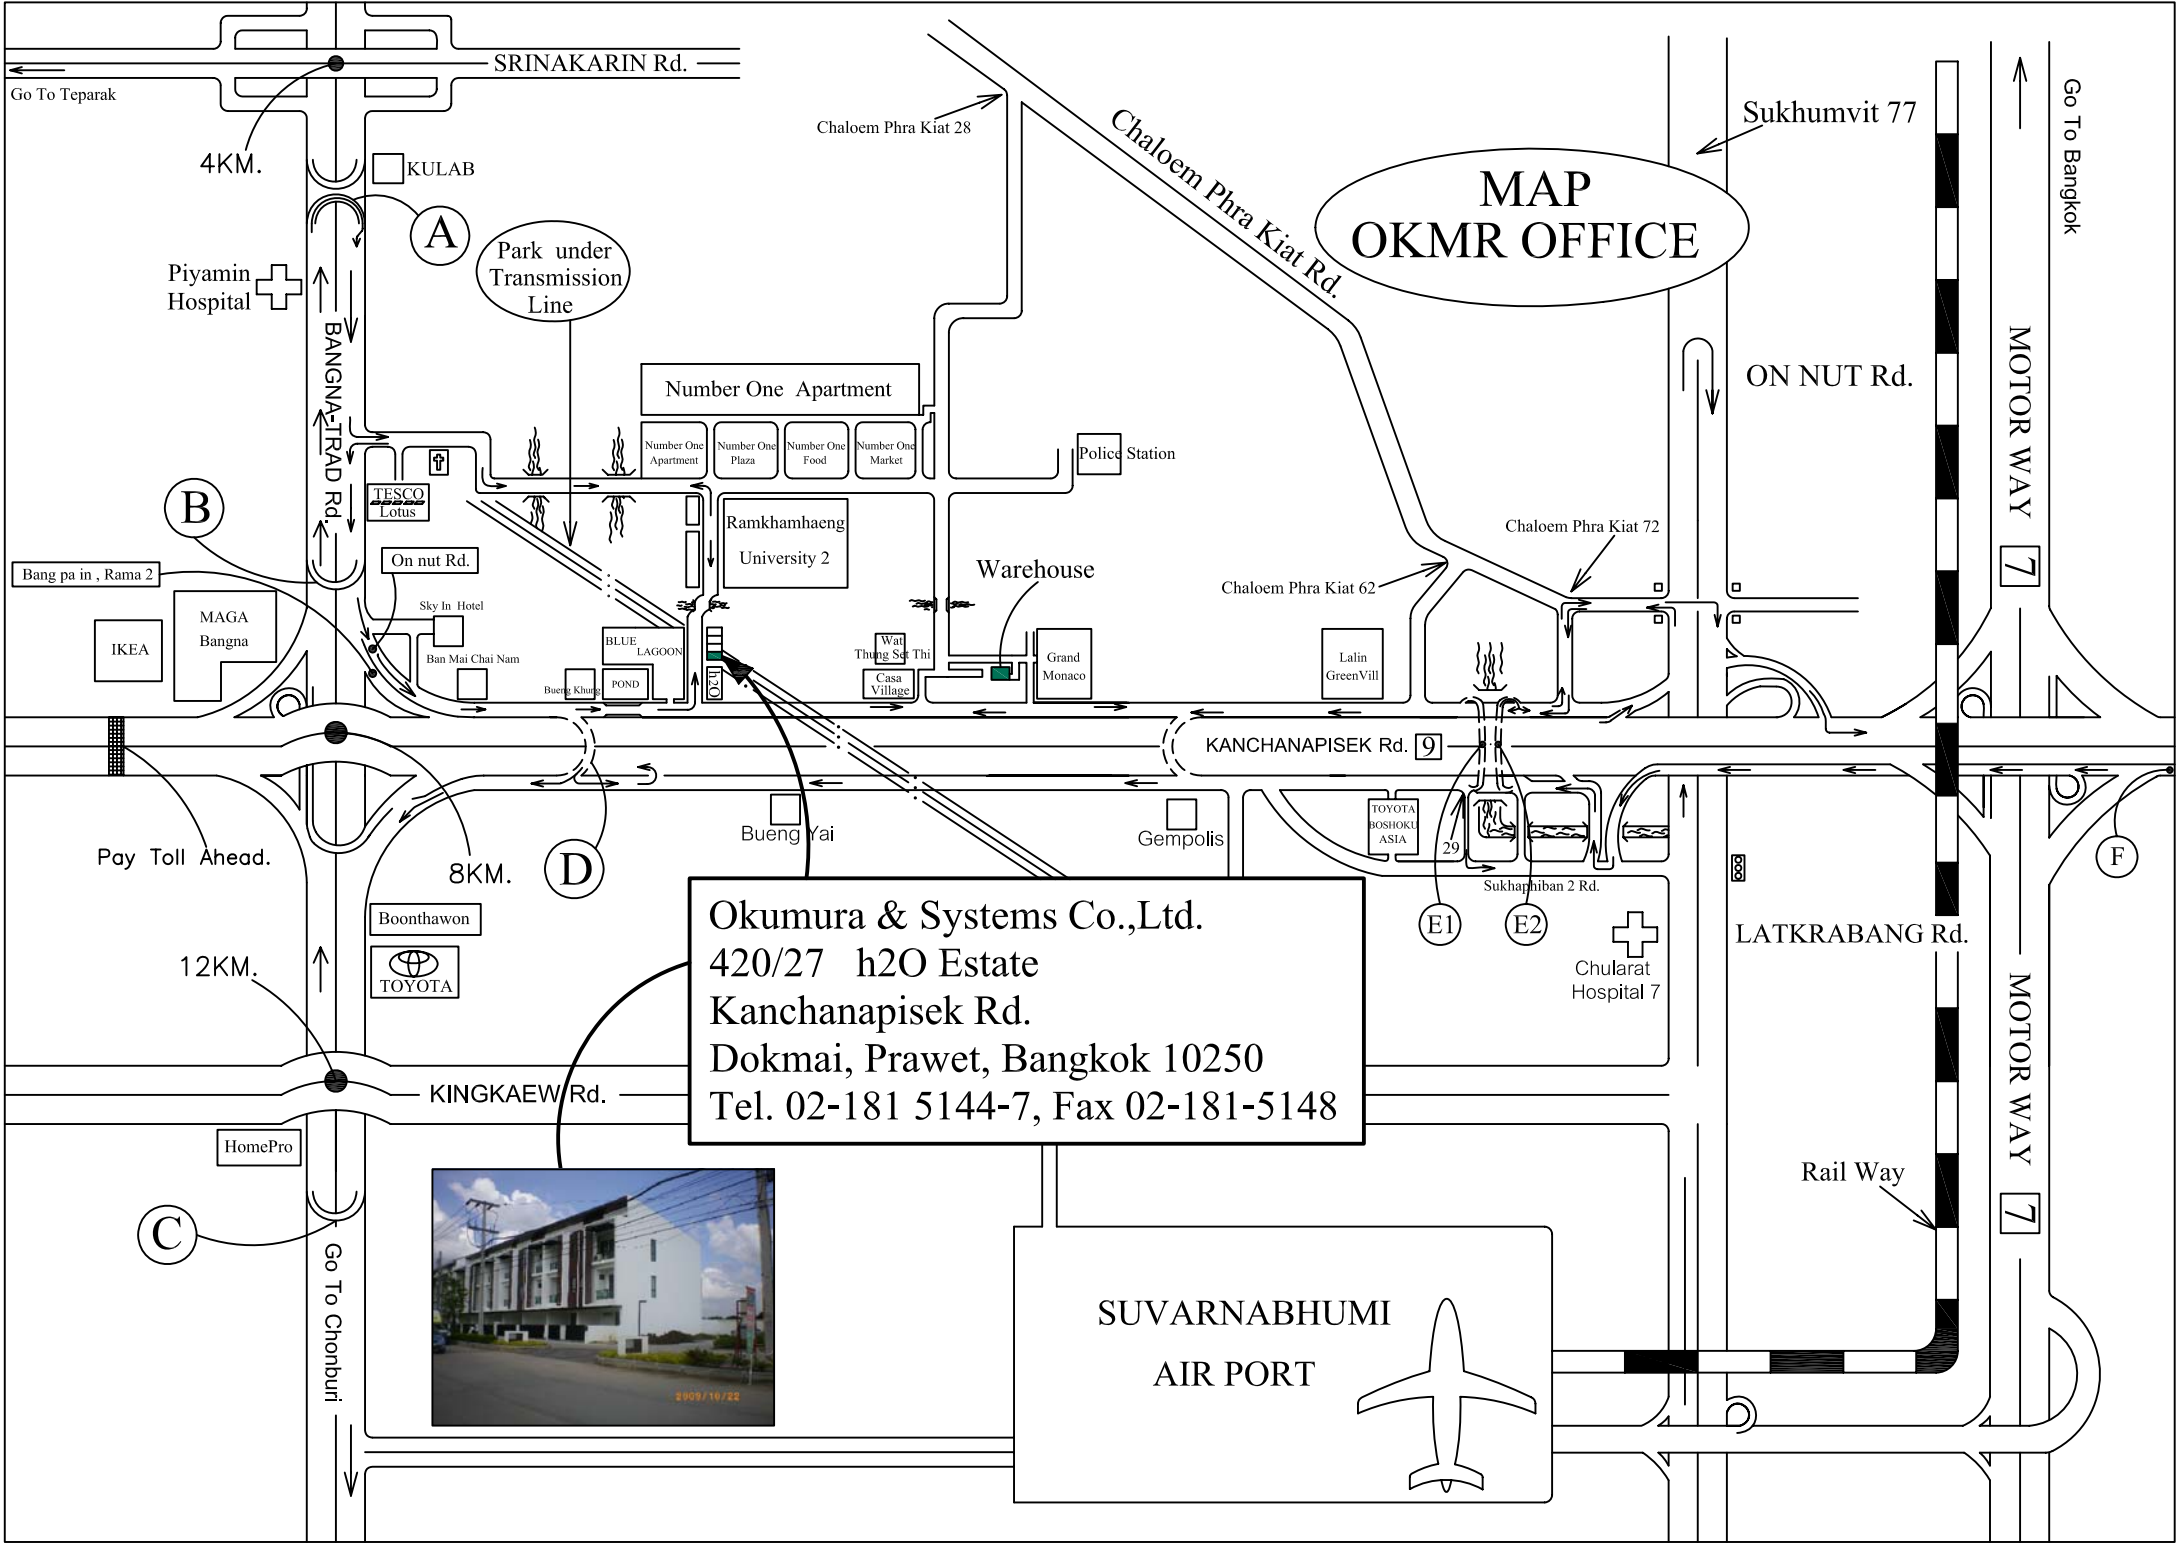 SRINAKARIN Rd.
Go To Teparak
4KM.
KULAB
A
Piyamin
Hospital
BANGNA-TRAD Rd.
Park under
Transmission
Line
Chaloem Phra Kiat 28
Chaloem Phra Kiat Rd.
MAP
OKMR OFFICE
Sukhumvit 77
Go To Bangkok
MOTOR WAY
7
ON NUT Rd.
Number One Apartment
Number One
Apartment
Number One
Plaza
Number One
Food
Number One
Market
Police Station
TESCO
Lotus
B
Bang pa in , Rama 2
On nut Rd.
Ramkhamhaeng
University 2
Warehouse
Chaloem Phra Kiat 62
Chaloem Phra Kiat 72
IKEA
MAGA
Bangna
Sky In Hotel
Ban Mai Chai Nam
Bueng Khung
BLUE
LAGOON
POND
h2O
Wat
Thung Set Thi
Casa
Village
Grand
Monaco
Lalin
GreenVill
KANCHANAPISEK Rd.
9
Pay Toll Ahead.
8KM.
D
Bueng Yai
Gempolis
TOYOTA
BOSHOKU
ASIA
29
Sukhaphiban 2 Rd.
E1
E2
F
Chularat
Hospital 7
LATKRABANG Rd.
MOTOR WAY
7
Boonthawon
TOYOTA
12KM.
KINGKAEW Rd.
HomePro
C
Go To Chonburi
Okumura & Systems Co.,Ltd.
420/27 h2O Estate
Kanchanapisek Rd.
Dokmai, Prawet, Bangkok 10250
Tel. 02-181 5144-7, Fax 02-181-5148
2009/10/22
Rail Way
SUVARNABHUMI
AIR PORT